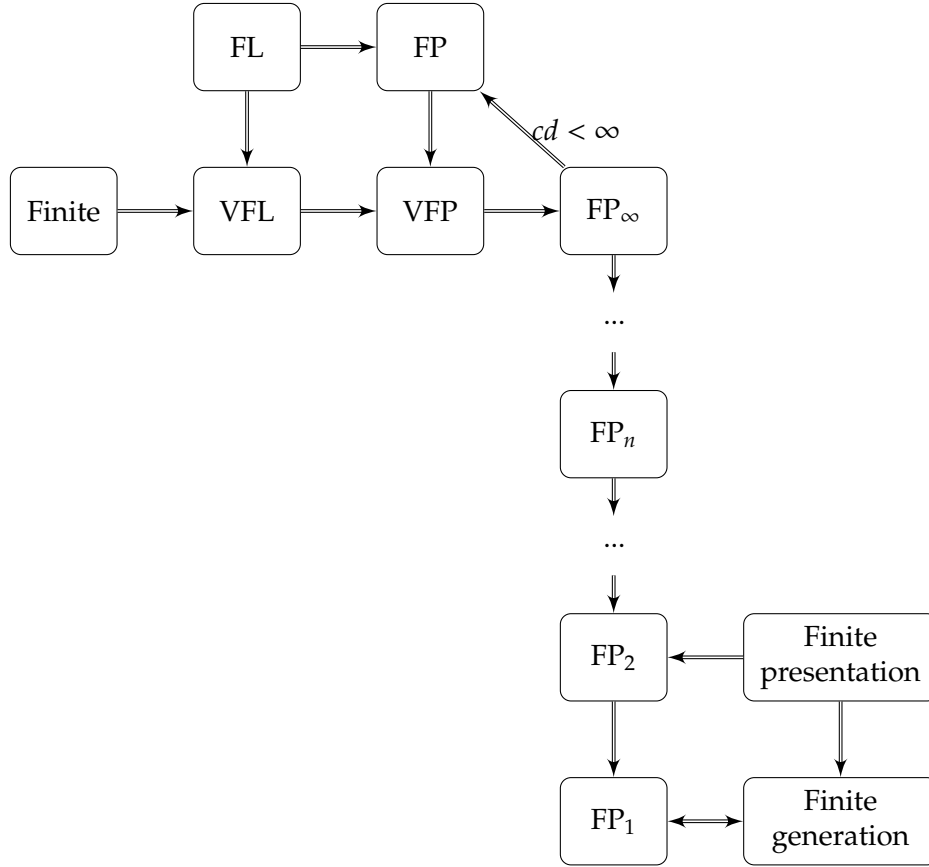 FL
FP
cd < ∞
Finite
VFL
VFP
FP∞
...
FPn
...
FP2
Finite
presentation
FP1
Finite
generation